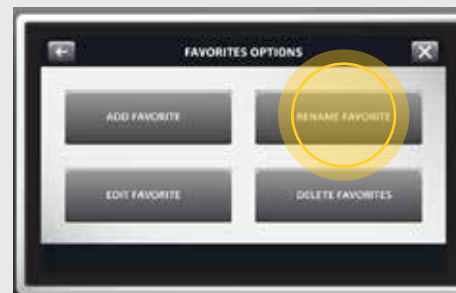 FAVORITES OPTIONS
ADD FAVORITE
RENAME FAVORITE
EDIT FAVORITE
DELETE FAVORITES